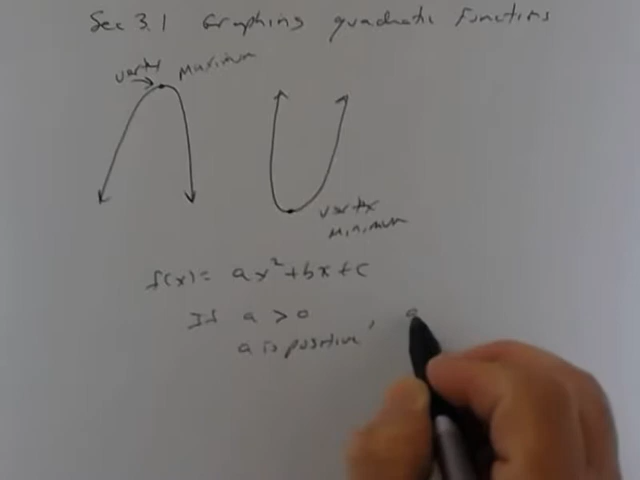 Sec 3.1 Graphing quadratic functions
vertex maximum
vertex
minimum
f(x) = ax²+bx+c
If a > 0
a is positive, a